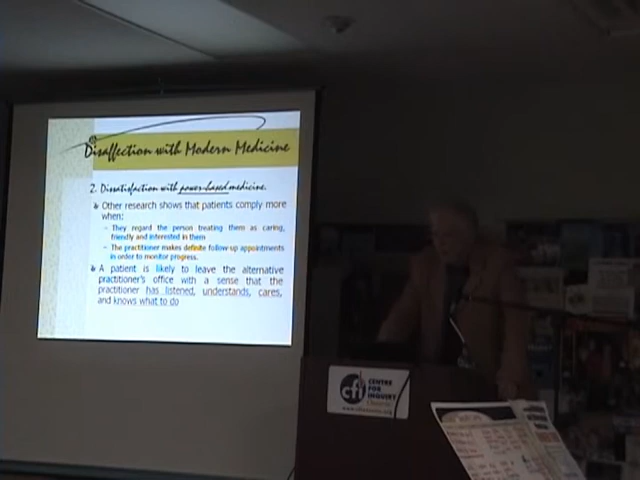 Disaffection with Modern Medicine
2. Dissatisfaction with power-based medicine.
Other research shows that patients comply more
when:
– They regard the person treating them as caring,
friendly and interested in them
– The practitioner makes definite follow up appointments
in order to monitor progress.
A patient is likely to leave the alternative
practitioner's office with a sense that the
practitioner has listened, understands, cares,
and knows what to do
cfi
CENTRE
FOR
INQUIRY